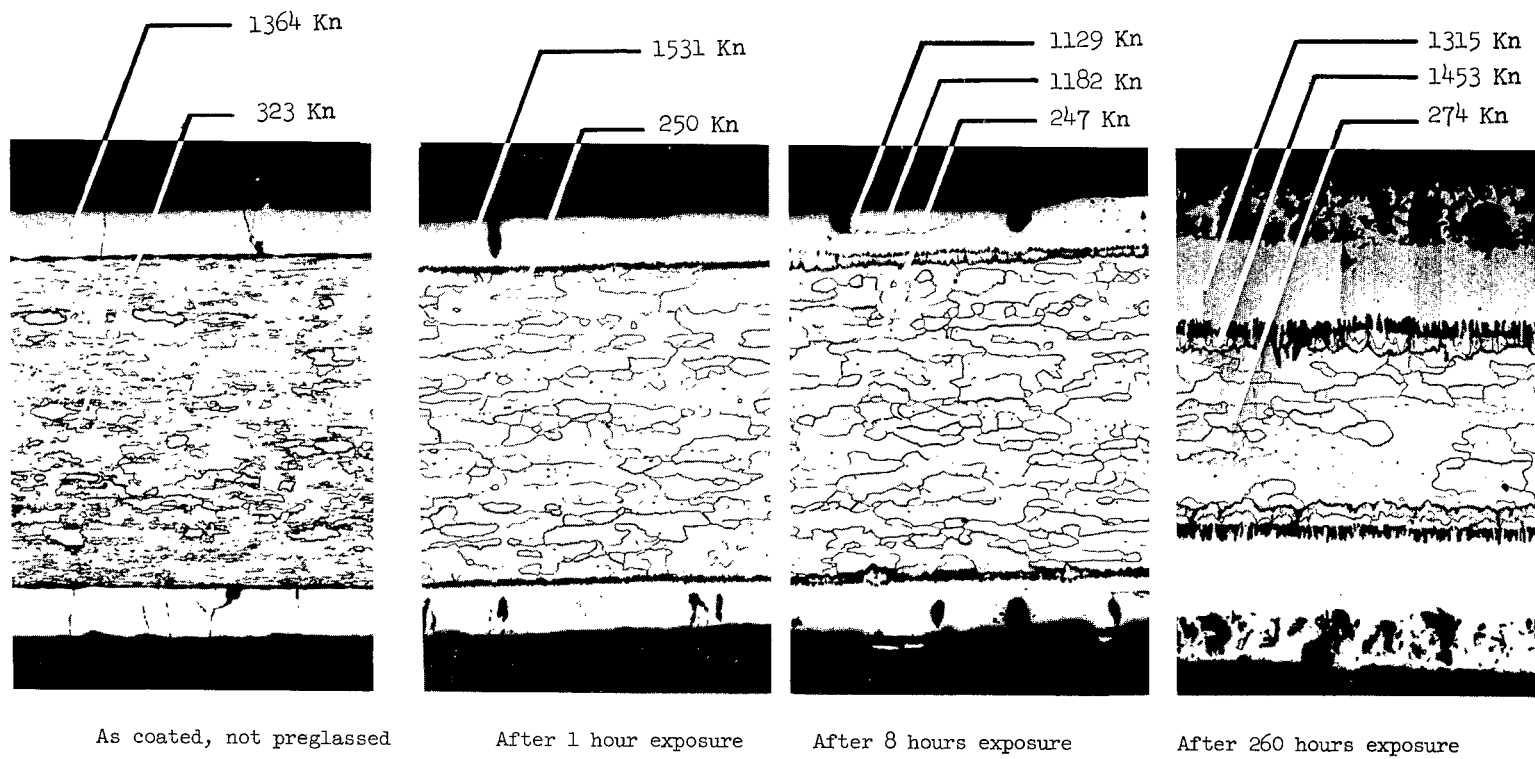 1364 Kn
323 Kn
1531 Kn
250 Kn
1129 Kn
1182 Kn
247 Kn
1315 Kn
1453 Kn
274 Kn
As coated, not preglassed
After 1 hour exposure
After 8 hours exposure
After 260 hours exposure